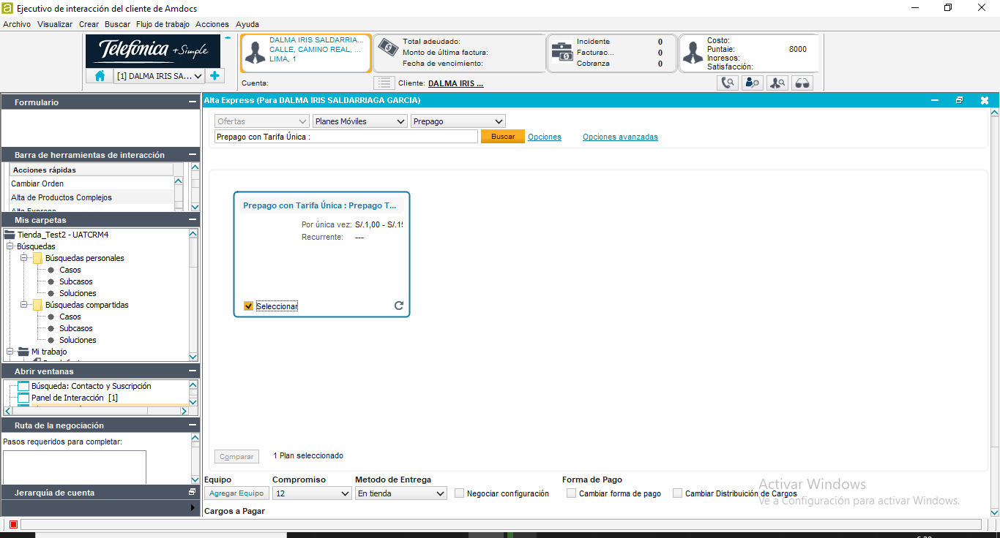 Ejecutivo de interacción del cliente de Amdocs
Archivo Visualizar Crear Buscar Flujo de trabajo Acciones Ayuda
Telefónica +Simple
[1] DALMA IRIS SA...
DALMA IRIS SALDARRIA...
CALLE, CAMINO REAL, ...
LIMA, 1
Cuenta:
Total adeudado:
Monto de última factura:
Fecha de vencimiento:
Cliente: DALMA IRIS ...
Incidente 0
Facturac... 0
Cobranza 0
Costo:
Puntaie: 8000
Inoresos:
Satisfacción:
Formulario
Barra de herramientas de interacción
Acciones rápidas
Cambiar Orden
Alta de Productos Complejos
Alta Express
Mis carpetas
Tienda_Test2 - UATCRM4
Búsquedas
Búsquedas personales
Casos
Subcasos
Soluciones
Búsquedas compartidas
Casos
Subcasos
Soluciones
Mi trabajo
Abrir ventanas
Búsqueda: Contacto y Suscripción
Panel de Interacción [1]
Ruta de la negociación
Pasos requeridos para completar:
Jerarquía de cuenta
Alta Express (Para DALMA IRIS SALDARRIAGA GARCIA)
Ofertas Planes Móviles Prepago
Prepago con Tarifa Única : Buscar Opciones Opciones avanzadas
Prepago con Tarifa Única : Prepago T...
Por única vez: S/.1,00 - S/.1
Recurrente: ---
Seleccionar
Comparar 1 Plan seleccionado
Equipo Compromiso Metodo de Entrega Forma de Pago
Agregar Equipo 12 En tienda Negociar configuración Cambiar forma de pago Cambiar Distribuición de Cargos
Cargos a Pagar
Activar Windows
Ve a Configuración para activar Windows.